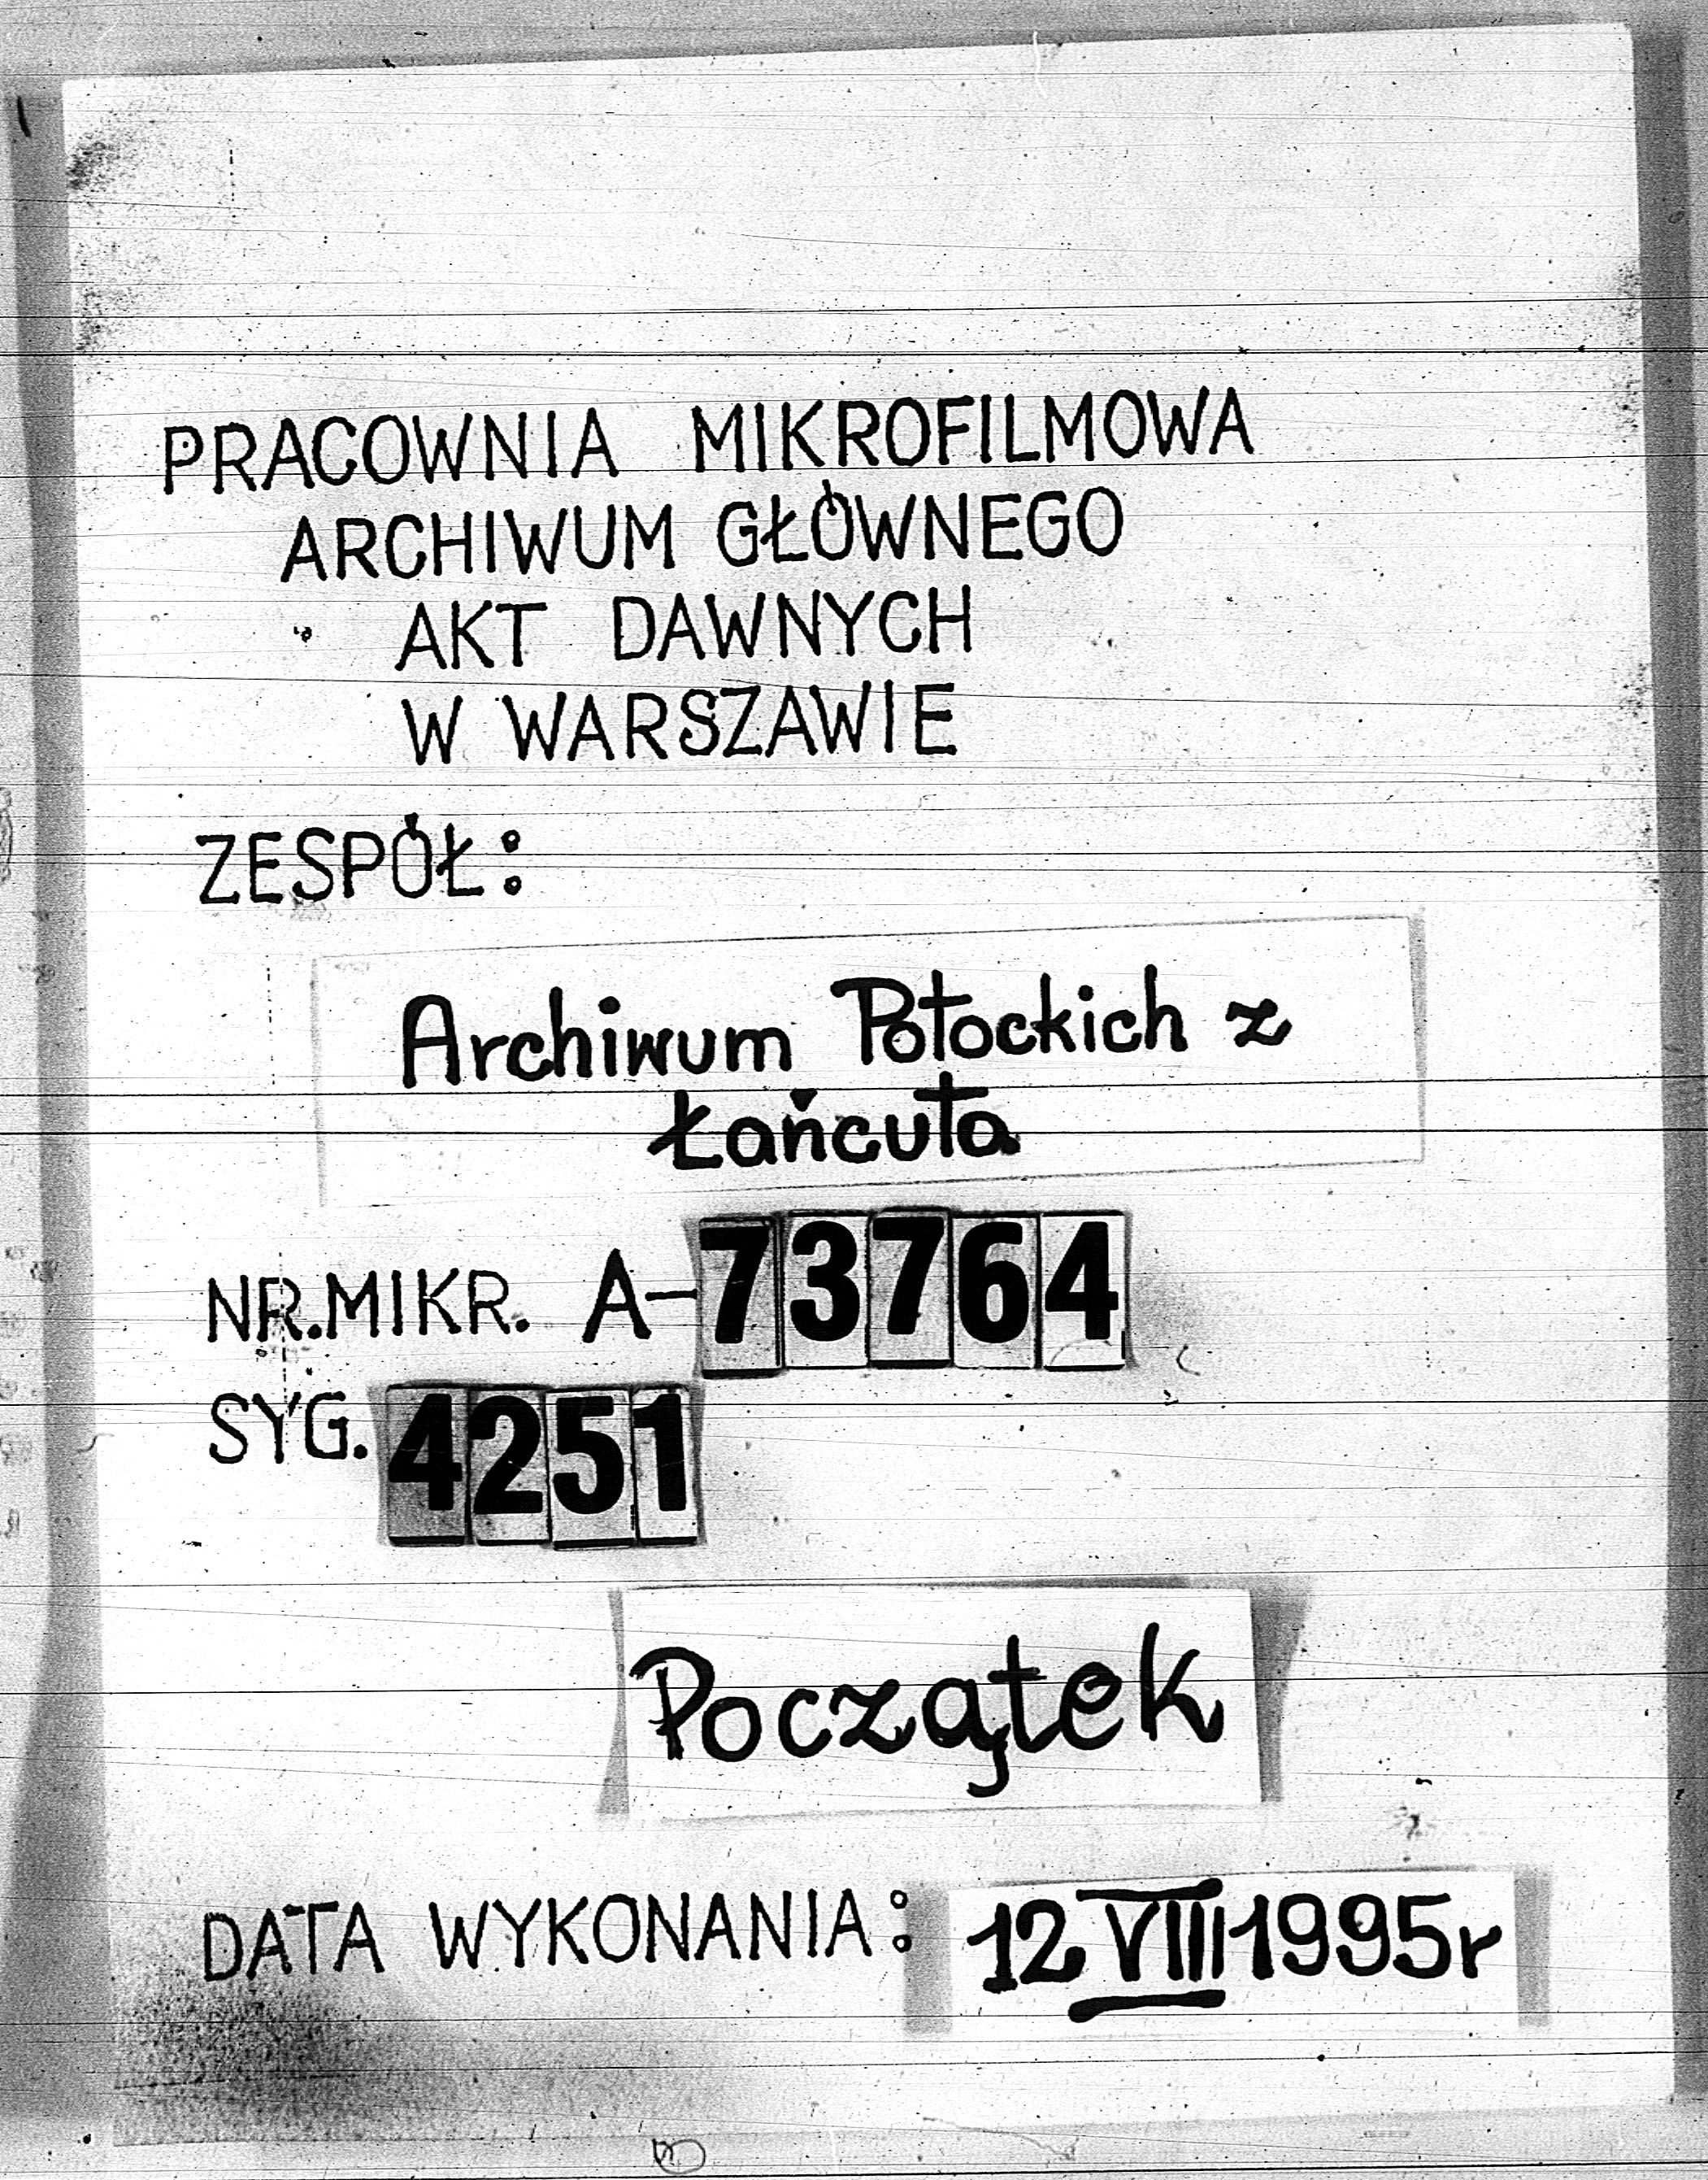 PRACOWNIA MIKROFILMOWA
ARCHIWUM GŁÓWNEGO
AKT DAWNYCH
W WARSZAWIE
ZESPÓŁ:
Archiwum Potockich z
Łańcuta
NR. MIKR. A-73764
SYG. 4251
Początek
DATA WYKONANIA: 12 VIII 1995r